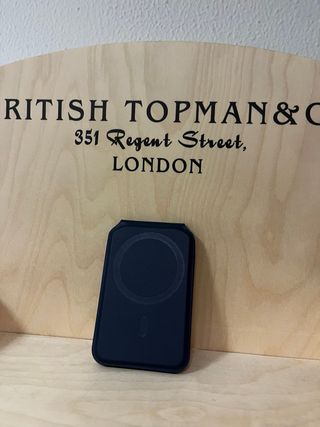 RITISH TOPMAN&C
351 Regent Street,
LONDON